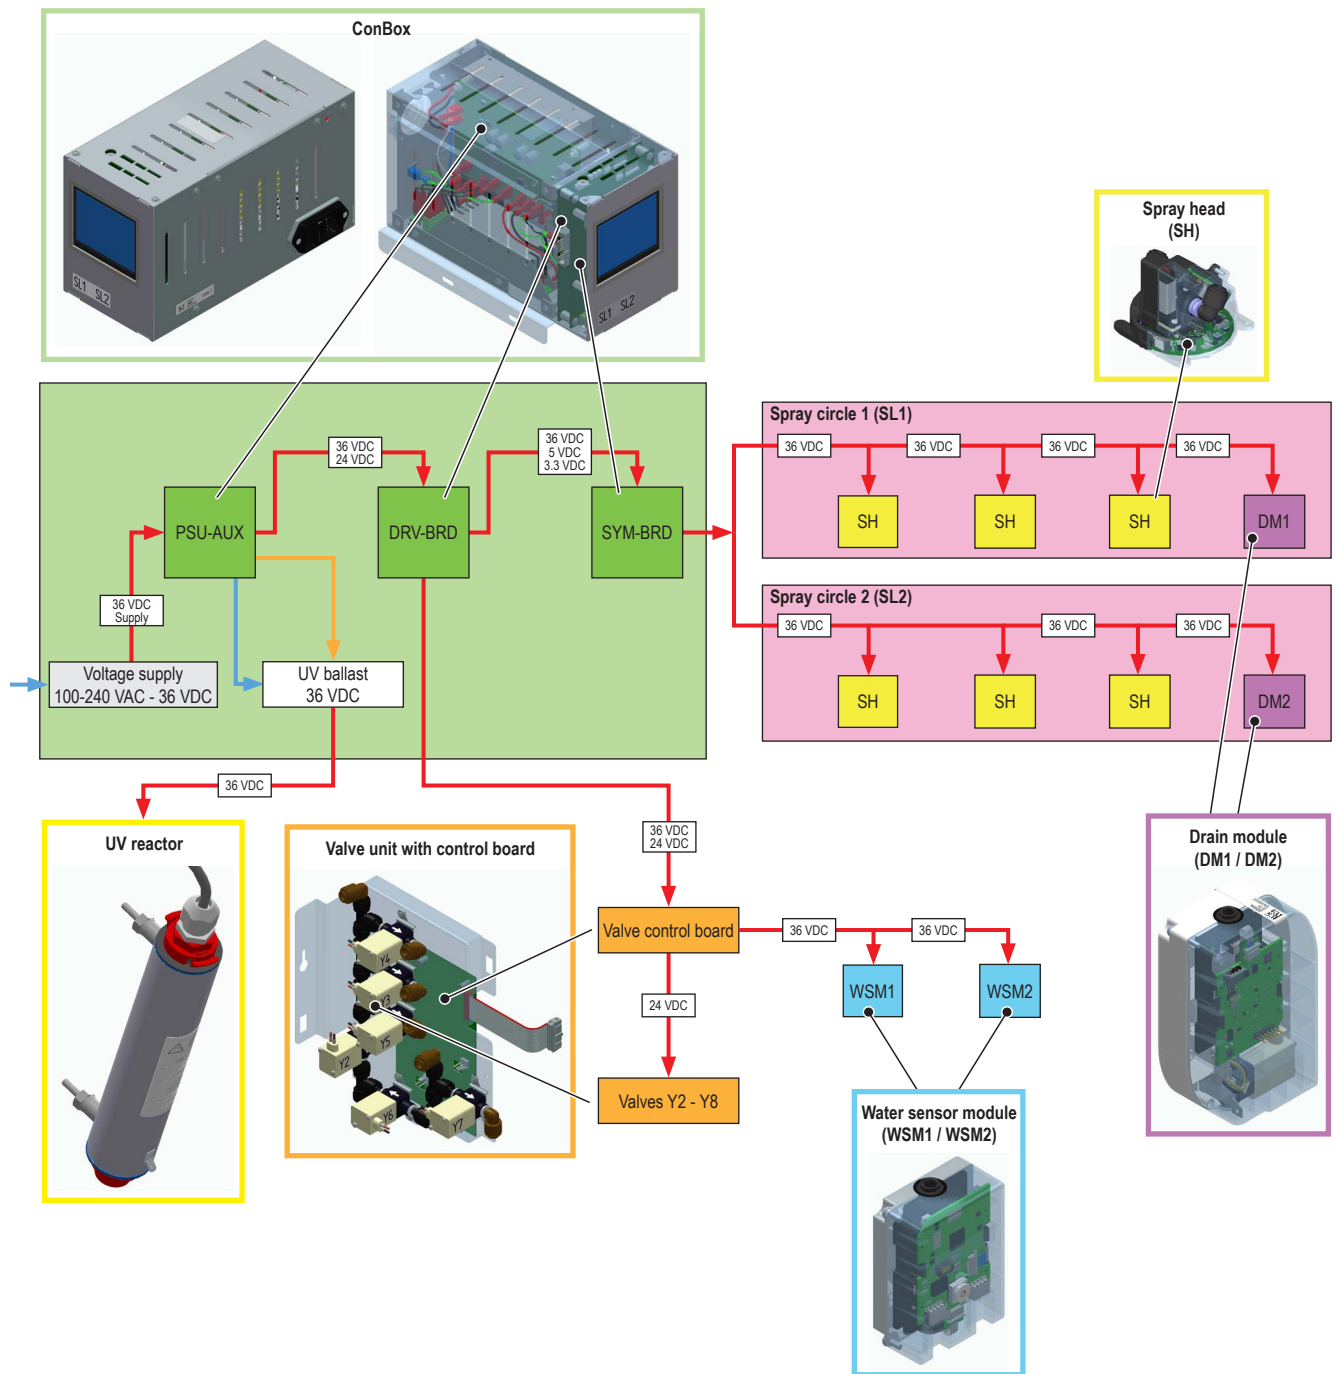 ConBox
SL1 SL2
SL1 SL2
Spray head
(SH)
36 VDC
24 VDC
36 VDC
5 VDC
3.3 VDC
PSU-AUX
DRV-BRD
SYM-BRD
36 VDC
Supply
Voltage supply
100-240 VAC - 36 VDC
UV ballast
36 VDC
Spray circle 1 (SL1)
36 VDC
36 VDC
36 VDC
36 VDC
SH
SH
SH
DM1
Spray circle 2 (SL2)
36 VDC
36 VDC
36 VDC
SH
SH
SH
DM2
36 VDC
UV reactor
Valve unit with control board
Y4
Y3
Y5
Y2
Y6
Y7
36 VDC
24 VDC
Valve control board
36 VDC
36 VDC
WSM1
WSM2
24 VDC
Valves Y2 - Y8
Water sensor module
(WSM1 / WSM2)
Drain module
(DM1 / DM2)